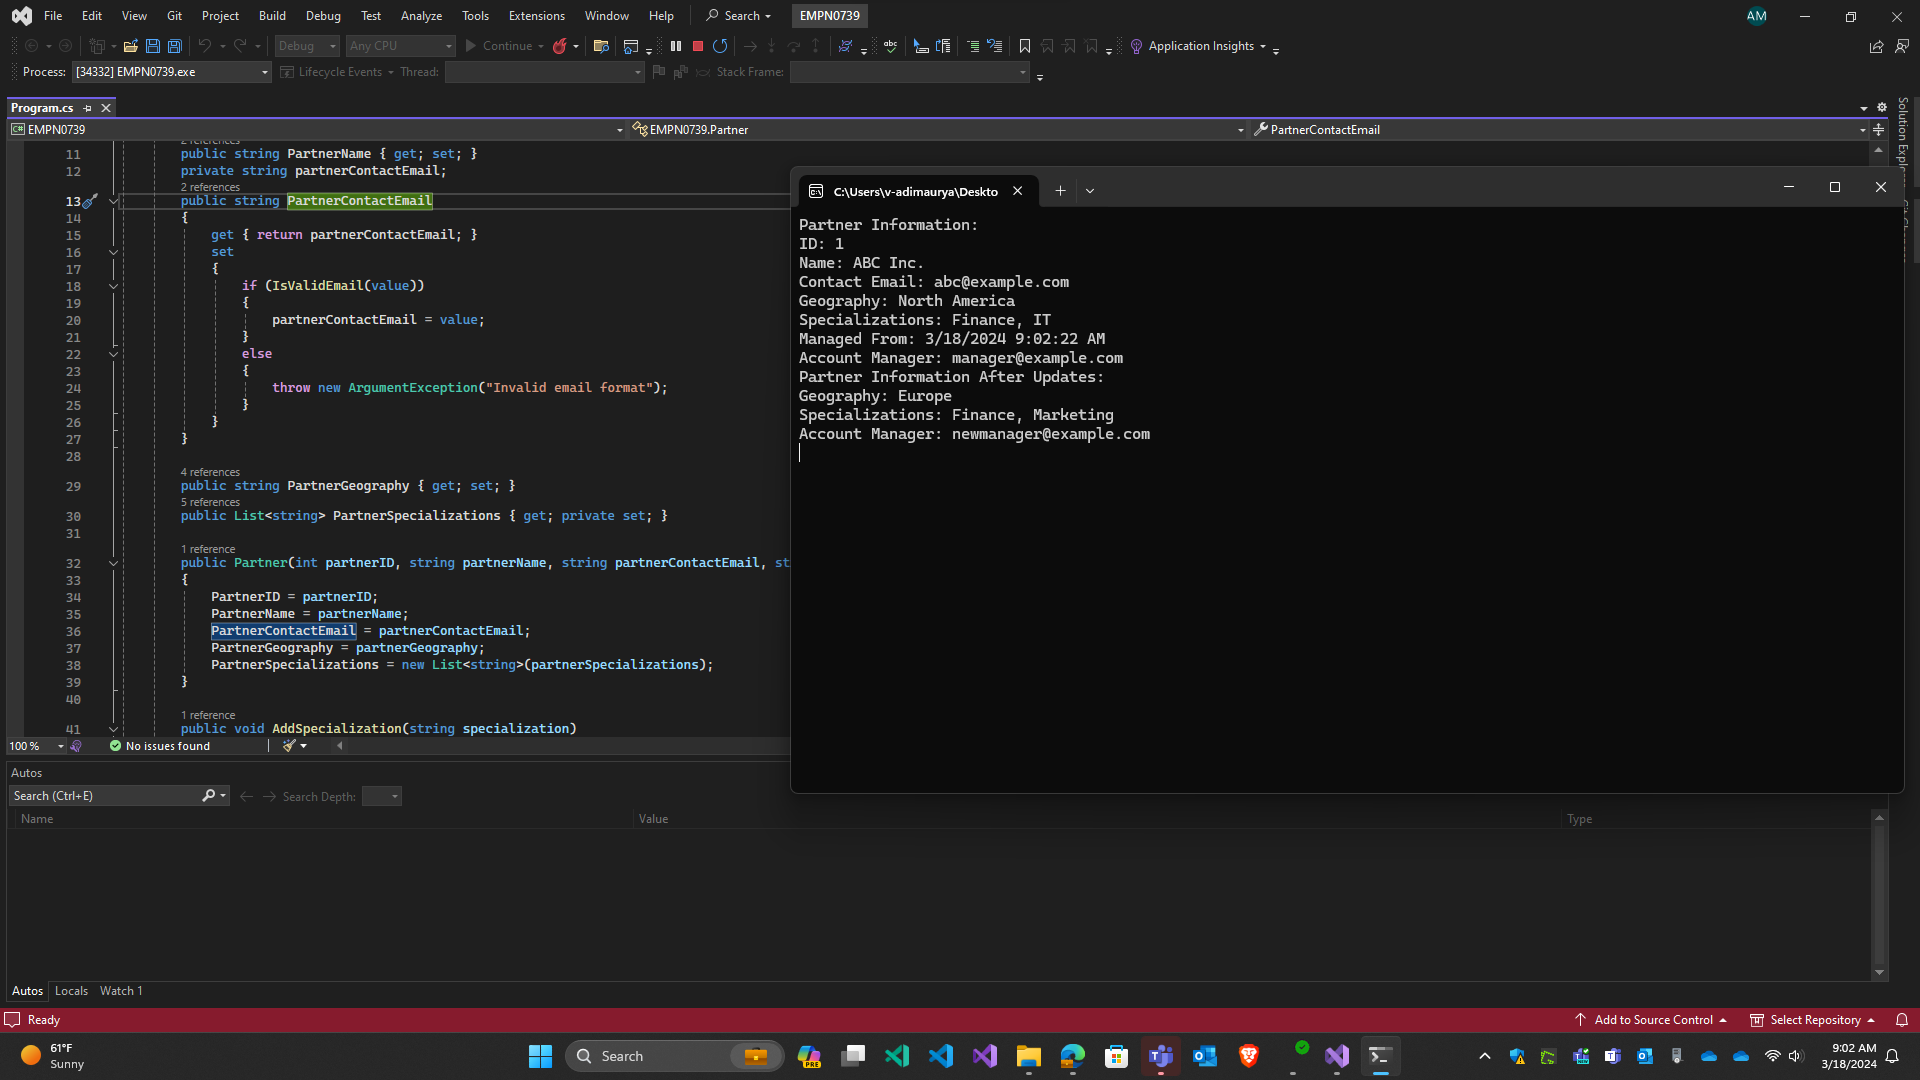 File Edit View Git Project Build Debug Test Analyze Tools Extensions Window Help Search EMPN0739 AM
Debug Any CPU Continue Application Insights
Process: [34332] EMPN0739.exe Lifecycle Events Thread: Stack Frame:
Program.cs
EMPN0739 EMPN0739.Partner PartnerContactEmail
Solution Explo
2 references
11 public string PartnerName { get; set; }
12 private string partnerContactEmail;
2 references
13 public string PartnerContactEmail
14 {
15 get { return partnerContactEmail; }
16 set
17 {
18 if (IsValidEmail(value))
19 {
20 partnerContactEmail = value;
21 }
22 else
23 {
24 throw new ArgumentException("Invalid email format");
25 }
26 }
27 }
28
4 references
29 public string PartnerGeography { get; set; }
5 references
30 public List<string> PartnerSpecializations { get; private set; }
31
1 reference
32 public Partner(int partnerID, string partnerName, string partnerContactEmail, st
33 {
34 PartnerID = partnerID;
35 PartnerName = partnerName;
36 PartnerContactEmail = partnerContactEmail;
37 PartnerGeography = partnerGeography;
38 PartnerSpecializations = new List<string>(partnerSpecializations);
39 }
40
1 reference
41 public void AddSpecialization(string specialization)
100 % No issues found
C:\Users\v-adimaurya\Deskto
Partner Information:
ID: 1
Name: ABC Inc.
Contact Email: abc@example.com
Geography: North America
Specializations: Finance, IT
Managed From: 3/18/2024 9:02:22 AM
Account Manager: manager@example.com
Partner Information After Updates:
Geography: Europe
Specializations: Finance, Marketing
Account Manager: newmanager@example.com
Autos
Search (Ctrl+E) Search Depth:
Name Value Type
Autos Locals Watch 1
Ready Add to Source Control Select Repository
61°F
Sunny
Search
PRE
9:02 AM
3/18/2024